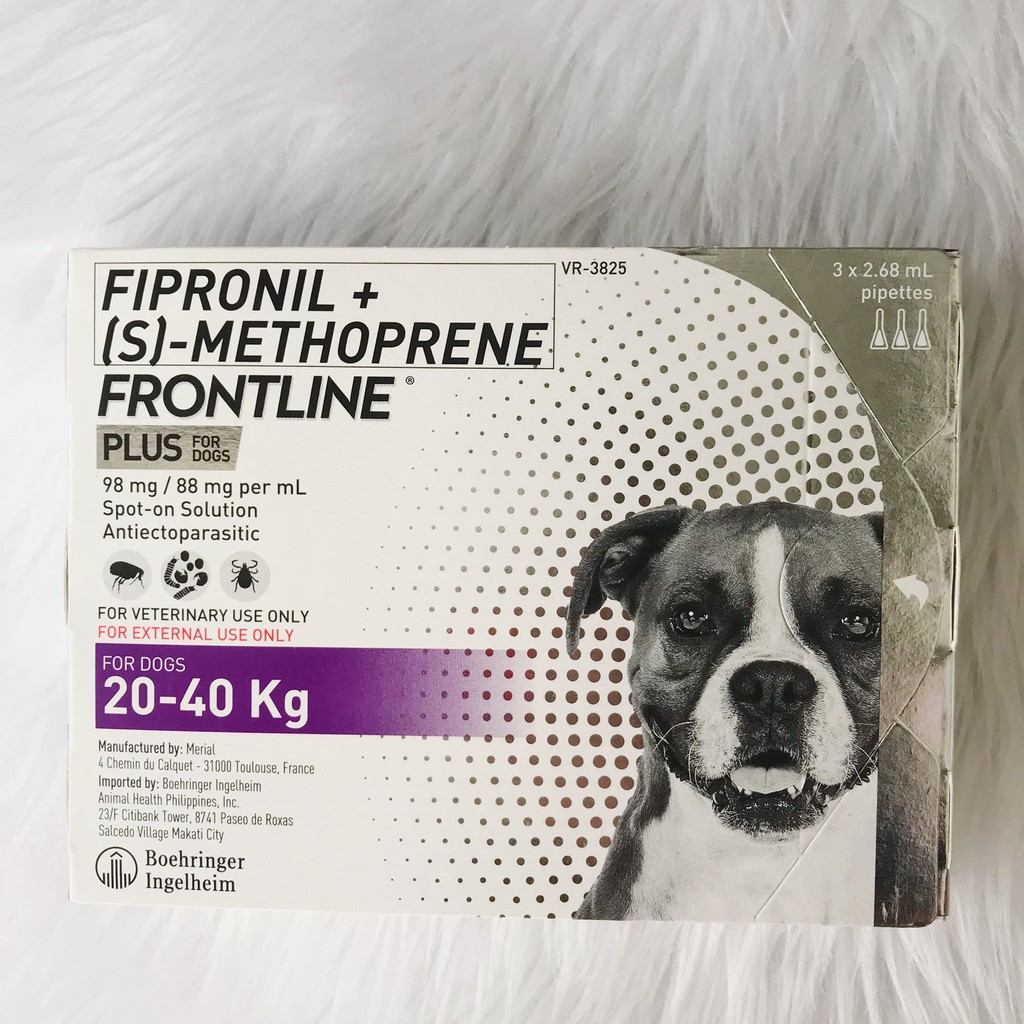 FIPRONIL +
(S)-METHOPRENE
FRONTLINE®
PLUS FOR DOGS
98 mg / 88 mg per mL
Spot-on Solution
Antiectoparasitic
FOR VETERINARY USE ONLY
FOR EXTERNAL USE ONLY
FOR DOGS
20-40 Kg
Manufactured by: Merial
4 Chemin du Calquet - 31000 Toulouse, France
Imported by: Boehringer Ingelheim
Animal Health Philippines, Inc.
23/F Citibank Tower, 8741 Paseo de Roxas
Salcedo Village Makati City
Boehringer
Ingelheim
VR-3825
3 x 2.68 mL
pipettes